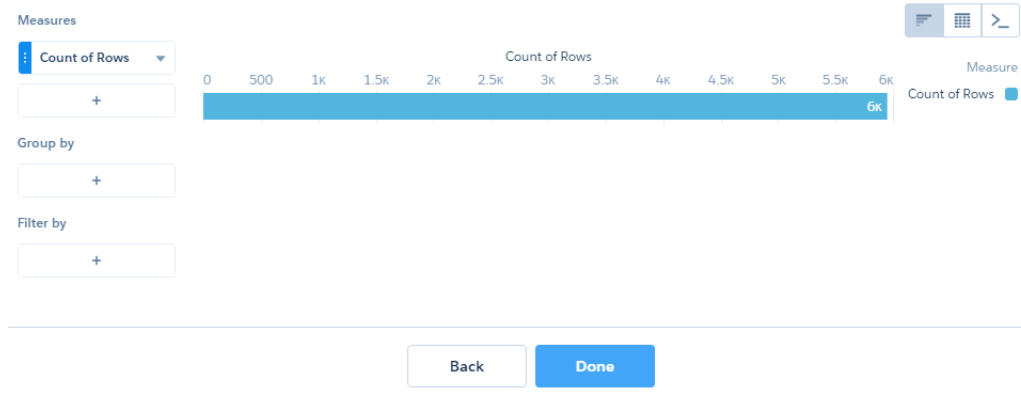 Measures
Count of Rows
+
Group by
+
Filter by
+
Count of Rows
0 500 1K 1.5K 2K 2.5K 3K 3.5K 4K 4.5K 5K 5.5K 6K
6K
Measure
Count of Rows
Back Done